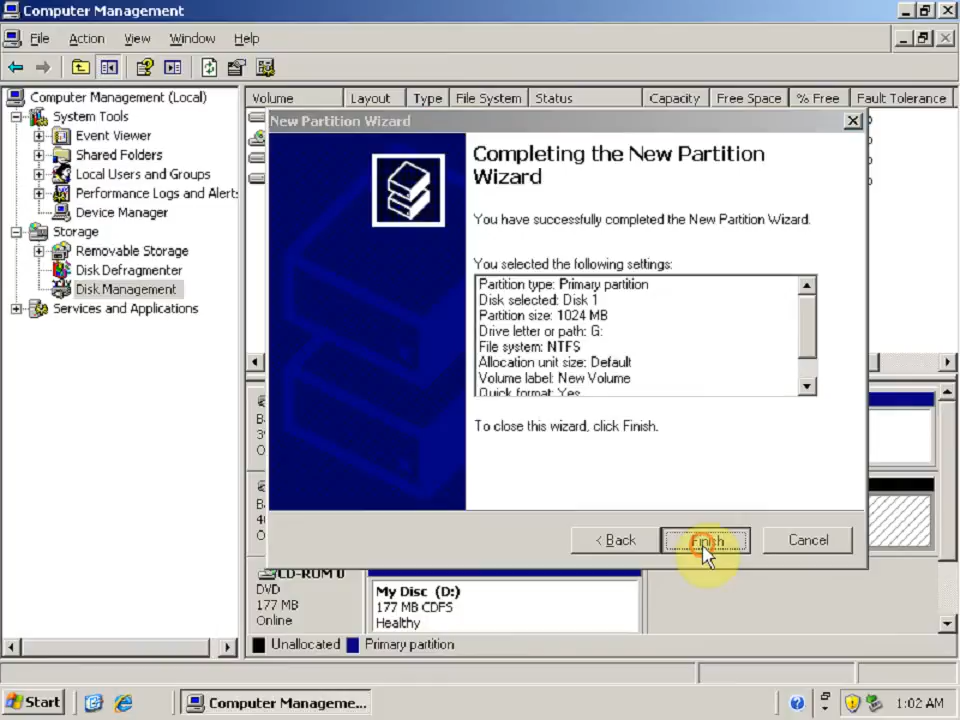 Computer Management
File Action View Window Help
Computer Management (Local)
System Tools
Event Viewer
Shared Folders
Local Users and Groups
Performance Logs and Alerts
Device Manager
Storage
Removable Storage
Disk Defragmenter
Disk Management
Services and Applications
Volume Layout Type File System Status Capacity Free Space % Free Fault Tolerance
New Partition Wizard
Completing the New Partition
Wizard
You have successfully completed the New Partition Wizard.
You selected the following settings:
Partition type: Primary partition
Disk selected: Disk 1
Partition size: 1024 MB
Drive letter or path: G:
File system: NTFS
Allocation unit size: Default
Volume label: New Volume
Quick format: Yes
To close this wizard, click Finish.
< Back Finish Cancel
DVD
177 MB
Online
My Disc (D:)
177 MB CDFS
Healthy
Unallocated Primary partition
Start Computer Manageme... 1:02 AM